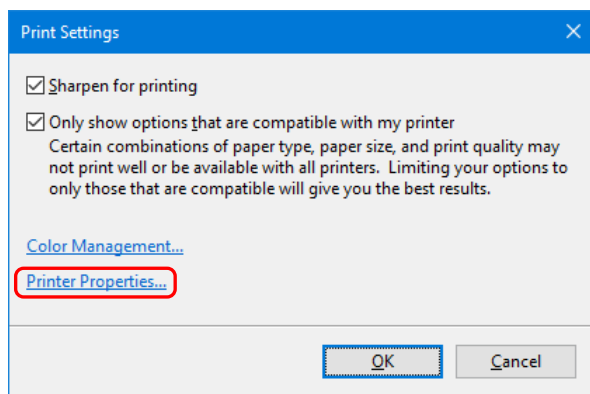 Print Settings
Sharpen for printing
Only show options that are compatible with my printer
Certain combinations of paper type, paper size, and print quality may
not print well or be available with all printers.  Limiting your options to
only those that are compatible will give you the best results.
Color Management...
Printer Properties...
OK Cancel